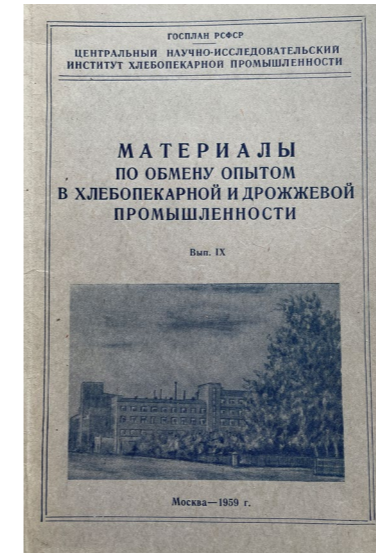 ГОСПЛАН РСФСР
ЦЕНТРАЛЬНЫЙ НАУЧНО-ИССЛЕДОВАТЕЛЬСКИЙ
ИНСТИТУТ ХЛЕБОПЕКАРНОЙ ПРОМЫШЛЕННОСТИ
МАТЕРИАЛЫ
ПО ОБМЕНУ ОПЫТОМ
В ХЛЕБОПЕКАРНОЙ И ДРОЖЖЕВОЙ
ПРОМЫШЛЕННОСТИ
Вып. IX
Москва—1959 г.